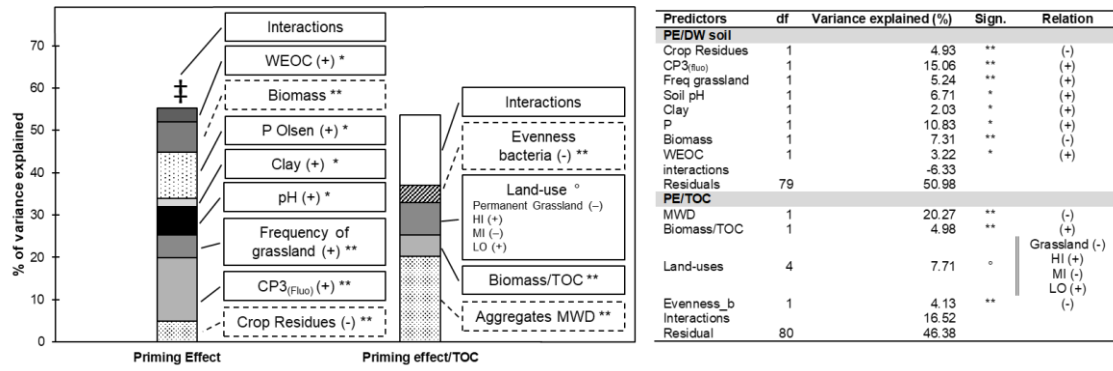 % of variance explained
70
60
50
40
30
20
10
0
‡
Interactions
WEOC (+) *
Biomass **
P Olsen (+) *
Clay (+) *
pH (+) *
Frequency of
grassland (+) **
CP3(Fluo) (+) **
Crop Residues (-) **
Priming Effect
Interactions
Evenness
bacteria (-) **
Land-use °
Permanent Grassland (–)
HI (+)
MI (–)
LO (+)
Biomass/TOC **
Aggregates MWD **
Priming effect/TOC
Predictors df Variance explained (%) Sign. Relation
PE/DW soil
Crop Residues 1 4.93 ** (-)
CP3(fluo) 1 15.06 ** (+)
Freq grassland 1 5.24 ** (+)
Soil pH 1 6.71 * (+)
Clay 1 2.03 * (+)
P 1 10.83 * (+)
Biomass 1 7.31 ** (-)
WEOC 1 3.22 * (+)
interactions -6.33
Residuals 79 50.98
PE/TOC
MWD 1 20.27 ** (-)
Biomass/TOC 1 4.98 ** (+)
Land-uses 4 7.71 °
Grassland (-)
HI (+)
MI (-)
LO (+)
Evenness_b 1 4.13 ** (-)
Interactions 16.52
Residual 80 46.38